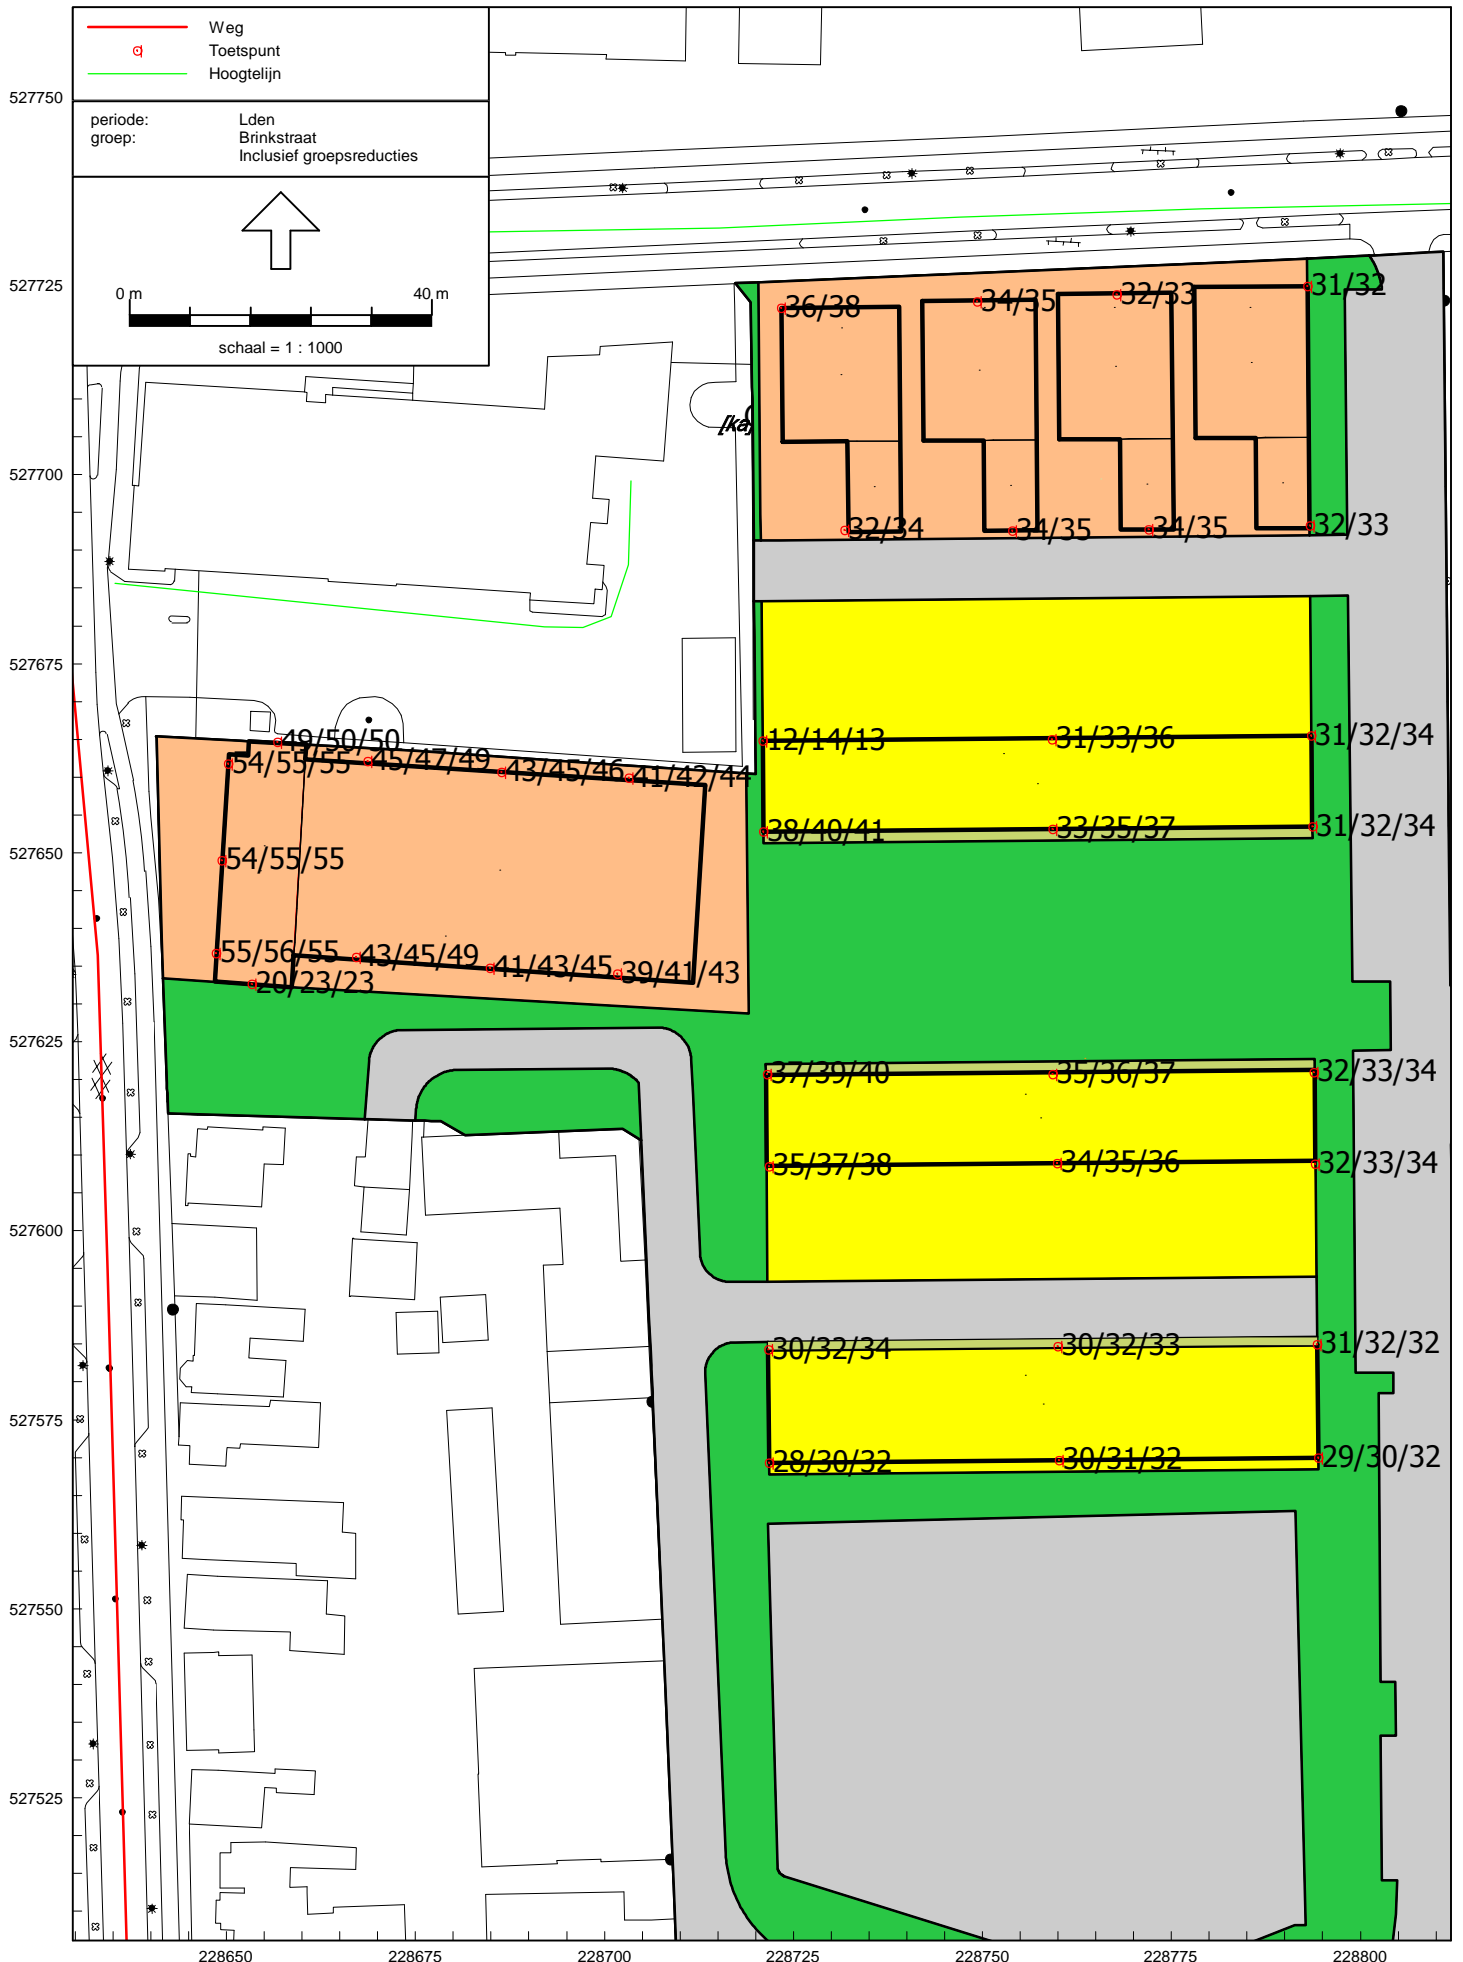 Weg
Toetspunt
Hoogtelijn
periode: Lden
groep: Brinkstraat
Inclusief groepsreducties
0 m 40 m
schaal = 1 : 1000
527750
527725
527700
527675
527650
527625
527600
527575
527550
527525
228650 228675 228700 228725 228750 228775 228800
36/38 34/35 32/33 31/32
[ka]
32/34 34/35 34/35 32/33
12/14/13 31/33/36 31/32/34
38/40/41 33/35/37 31/32/34
49/50/50
54/55/55 45/47/49 43/45/46 41/42/44
54/55/55
55/56/55 43/45/49 41/43/45 39/41/43
20/23/23
37/39/40 35/36/37 32/33/34
35/37/38 34/35/36 32/33/34
30/32/34 30/32/33 31/32/32
28/30/32 30/31/32 29/30/32